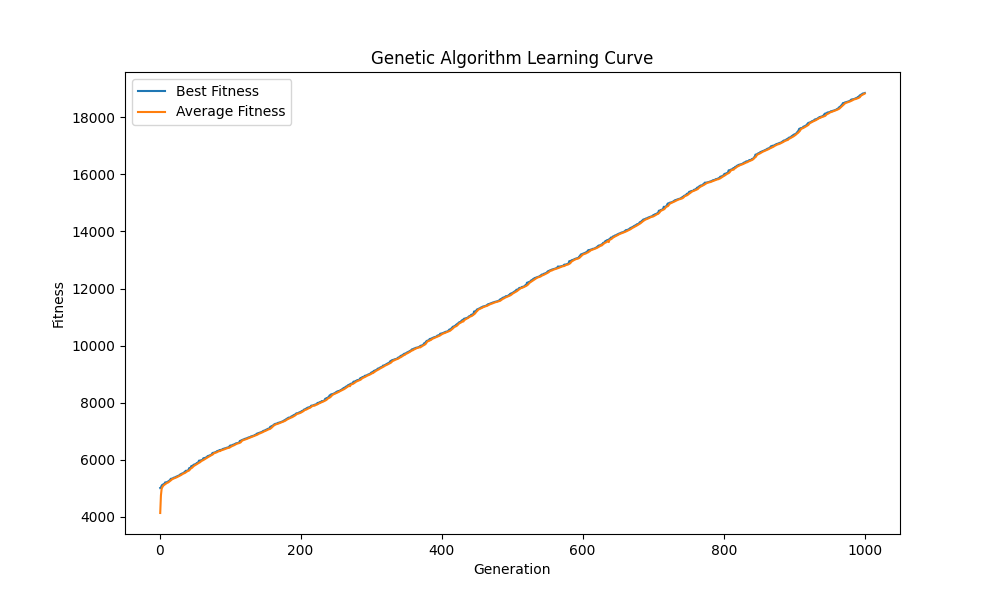 Genetic Algorithm Learning Curve
Best Fitness
Average Fitness
18000
16000
14000
12000
10000
8000
6000
4000
Fitness
0 200 400 600 800 1000
Generation